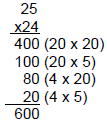 25
x24
400 (20 x 20)
100 (20 x 5)
80 (4 x 20)
20 (4 x 5)
600